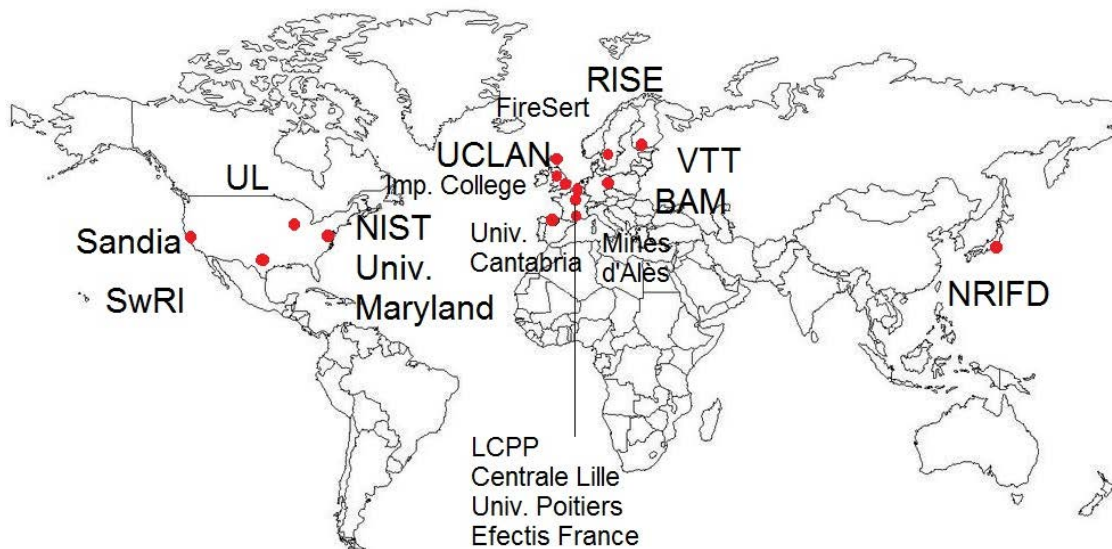 RISE
FireSert
UCLAN
VTT
UL
Imp. College
BAM
Sandia
NIST
Univ.
Maryland
Univ.
Cantabria
Mines
d'Alès
SwRI
NRIFD
LCPP
Centrale Lille
Univ. Poitiers
Efectis France